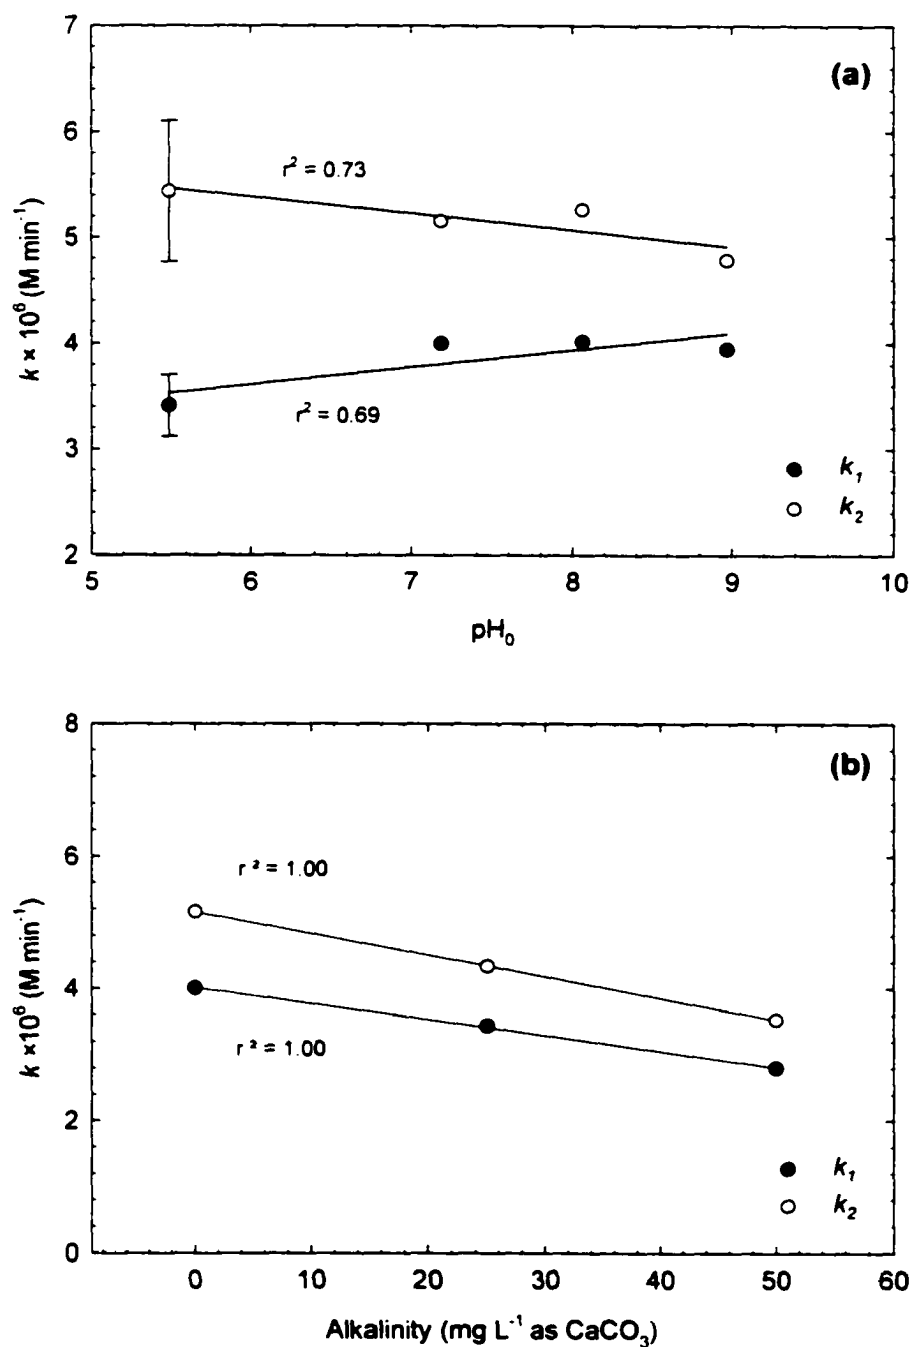 (a)
7
6
5
4
3
2
k × 10⁶ (M min⁻¹)
r² = 0.73
r² = 0.69
k₁
k₂
5 6 7 8 9 10
pH₀
(b)
8
6
4
2
0
k ×10⁶ (M min⁻¹)
r ² = 1.00
r ² = 1.00
k₁
k₂
0 10 20 30 40 50 60
Alkalinity (mg L⁻¹ as CaCO₃)